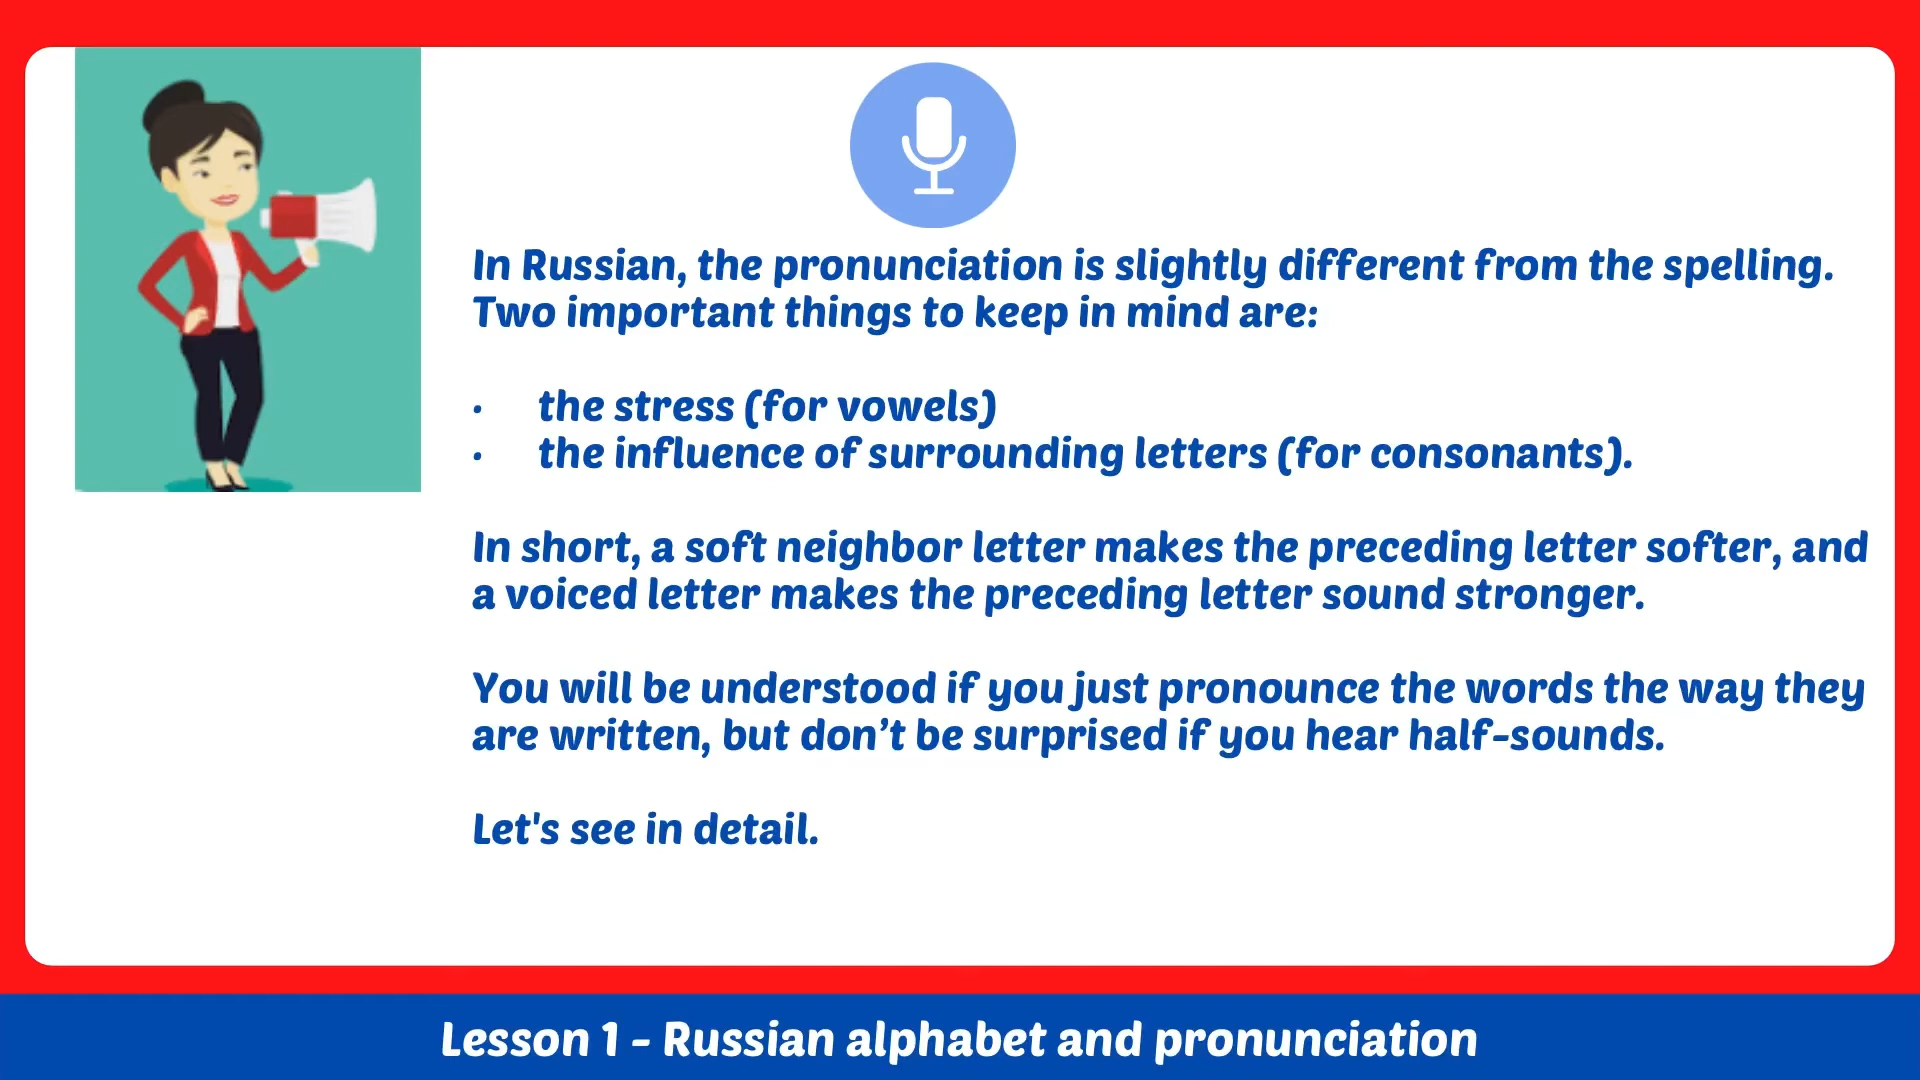 In Russian, the pronunciation is slightly different from the spelling.
Two important things to keep in mind are:
· the stress (for vowels)
· the influence of surrounding letters (for consonants).
In short, a soft neighbor letter makes the preceding letter softer, and
a voiced letter makes the preceding letter sound stronger.
You will be understood if you just pronounce the words the way they
are written, but don’t be surprised if you hear half-sounds.
Let's see in detail.
Lesson 1 - Russian alphabet and pronunciation